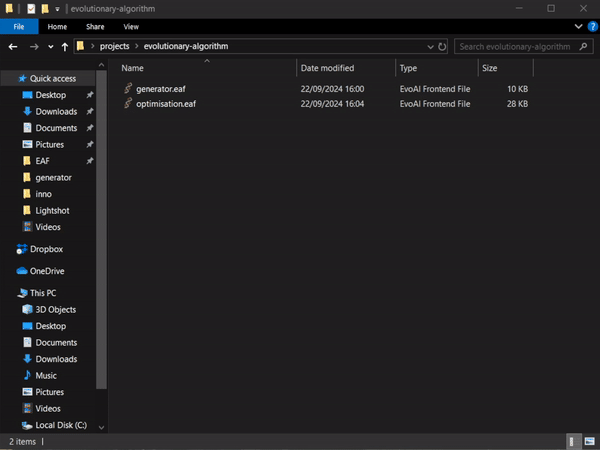 evolutionary-algorithm
File Home Share View
projects evolutionary-algorithm Search evolutionary-algorithm
Name Date modified Type Size
generator.eaf 22/09/2024 16:00 EvoAI Frontend File 10 KB
optimisation.eaf 22/09/2024 16:04 EvoAI Frontend File 28 KB
Quick access
Desktop
Downloads
Documents
Pictures
EAF
generator
inno
Lightshot
Videos
Dropbox
OneDrive
This PC
3D Objects
Desktop
Documents
Downloads
Music
Pictures
Videos
Local Disk (C:)
2 items